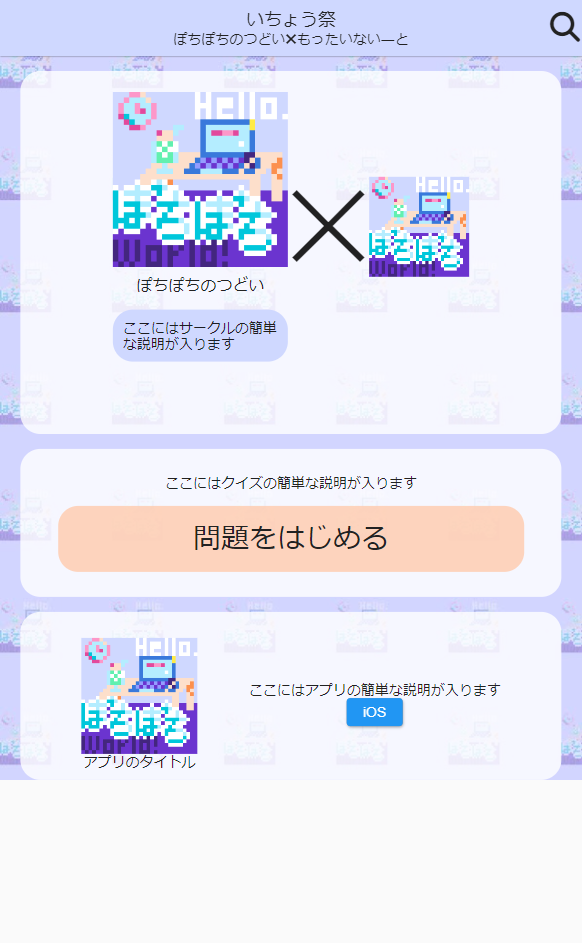 いちょう祭
ぽちぽちのつどい×もったいないーと
Hello.
ぽちぽち
World!
Hello.
ぽちぽち
World!
ぽちぽちのつどい
ここにはサークルの簡単
な説明が入ります
ここにはクイズの簡単な説明が入ります
問題をはじめる
Hello.
ぽちぽち
World!
アプリのタイトル
ここにはアプリの簡単な説明が入ります
iOS